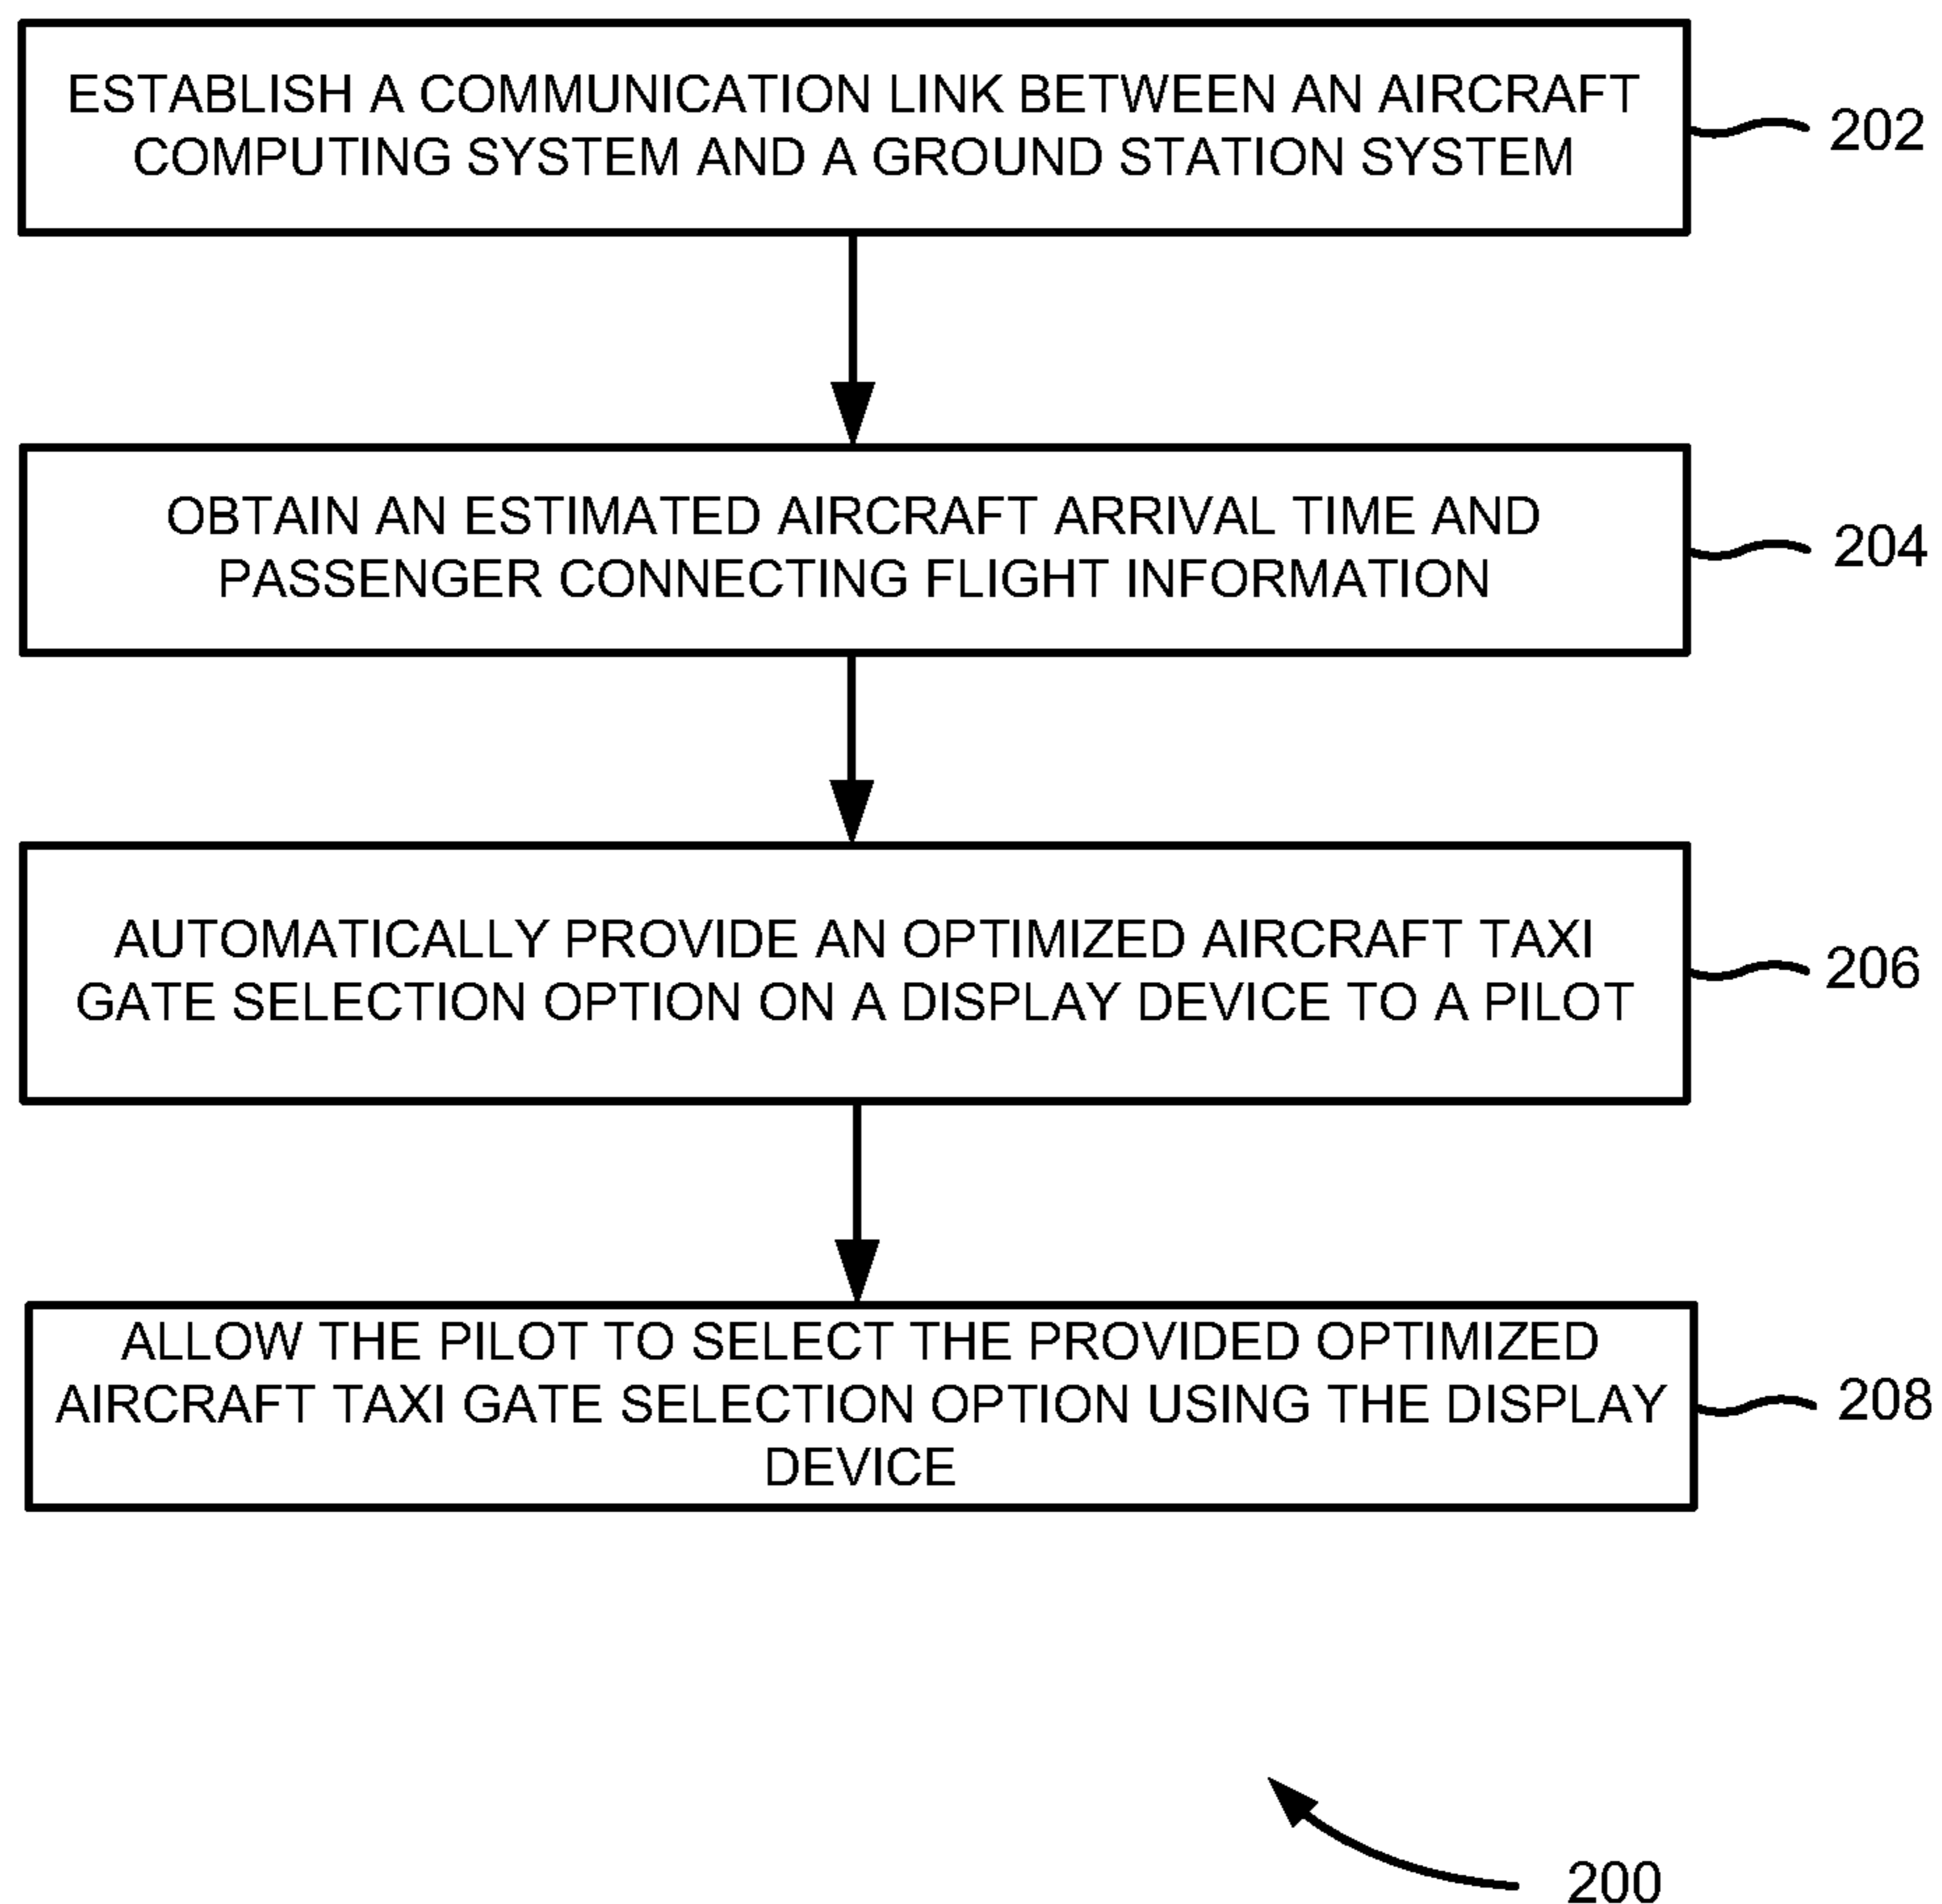 ESTABLISH A COMMUNICATION LINK BETWEEN AN AIRCRAFT
COMPUTING SYSTEM AND A GROUND STATION SYSTEM
202
OBTAIN AN ESTIMATED AIRCRAFT ARRIVAL TIME AND
PASSENGER CONNECTING FLIGHT INFORMATION
204
AUTOMATICALLY PROVIDE AN OPTIMIZED AIRCRAFT TAXI
GATE SELECTION OPTION ON A DISPLAY DEVICE TO A PILOT
206
ALLOW THE PILOT TO SELECT THE PROVIDED OPTIMIZED
AIRCRAFT TAXI GATE SELECTION OPTION USING THE DISPLAY
DEVICE
208
200